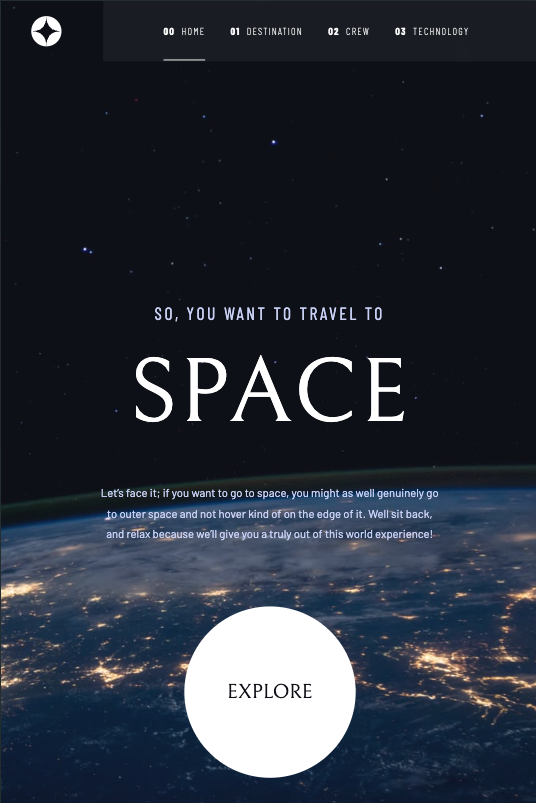 00 HOME 01 DESTINATION 02 CREW 03 TECHNOLOGY
SO, YOU WANT TO TRAVEL TO
SPACE
Let's face it; if you want to go to space, you might as well genuinely go
to outer space and not hover kind of on the edge of it. Well sit back,
and relax because we'll give you a truly out of this world experience!
EXPLORE